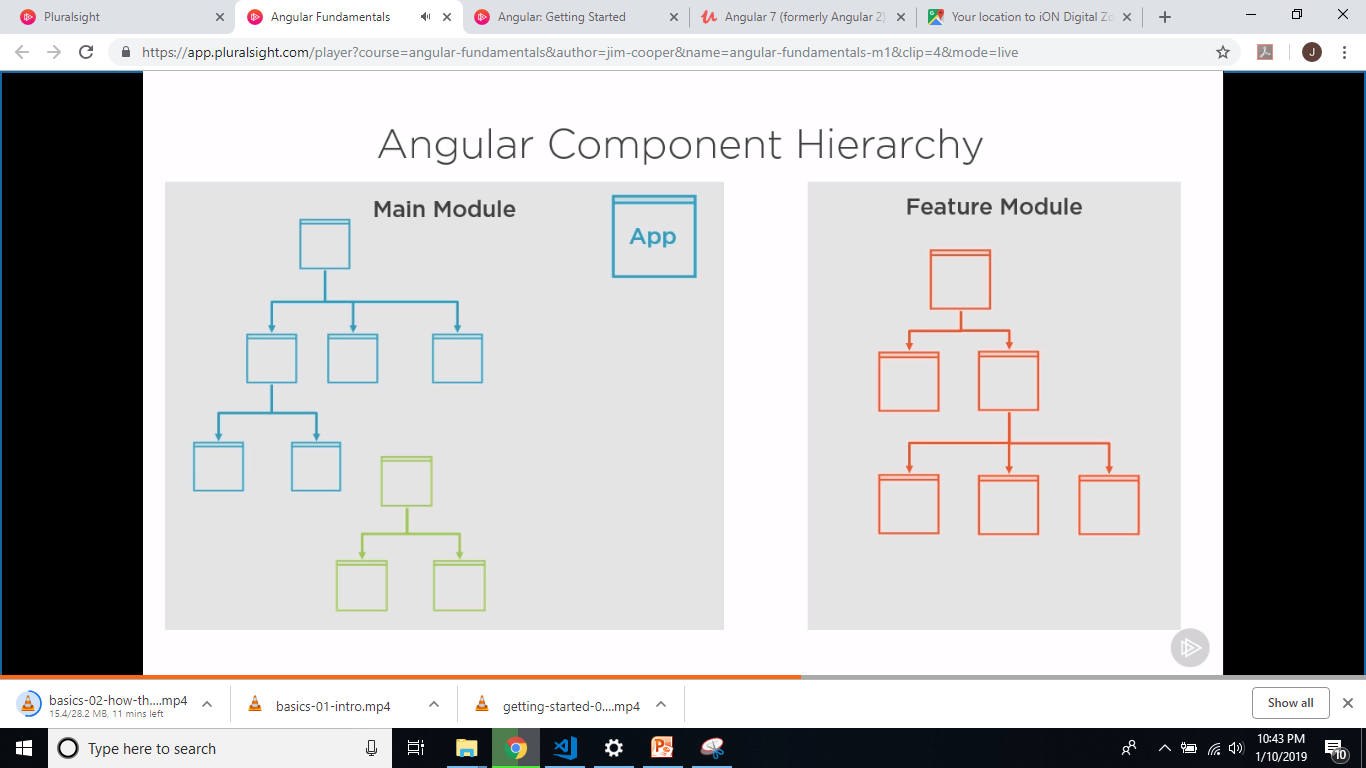 Pluralsight
Angular Fundamentals
Angular: Getting Started
Angular 7 (formerly Angular 2)
Your location to iON Digital Zo
https://app.pluralsight.com/player?course=angular-fundamentals&author=jim-cooper&name=angular-fundamentals-m1&clip=4&mode=live
J
Angular Component Hierarchy
Main Module
App
Feature Module
basics-02-how-th....mp4
15.4/28.2 MB, 11 mins left
basics-01-intro.mp4
getting-started-0....mp4
Show all
Type here to search
10:43 PM
1/10/2019
10